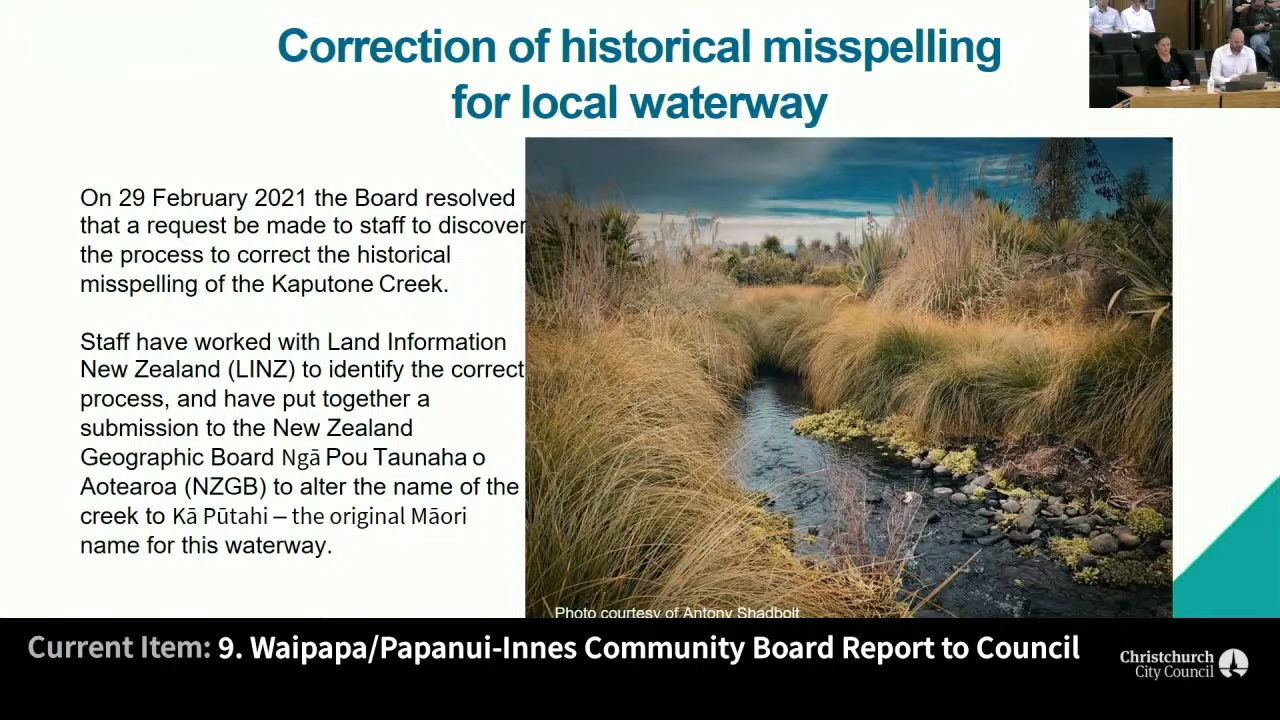 Correction of historical misspelling
for local waterway
On 29 February 2021 the Board resolved
that a request be made to staff to discover
the process to correct the historical
misspelling of the Kaputone Creek.
Staff have worked with Land Information
New Zealand (LINZ) to identify the correct
process, and have put together a
submission to the New Zealand
Geographic Board Ngā Pou Taunaha o
Aotearoa (NZGB) to alter the name of the
creek to Kā Pūtahi – the original Māori
name for this waterway.
Photo courtesy of Antony Shadbolt
Current Item: 9. Waipapa/Papanui-Innes Community Board Report to Council
Christchurch
City Council